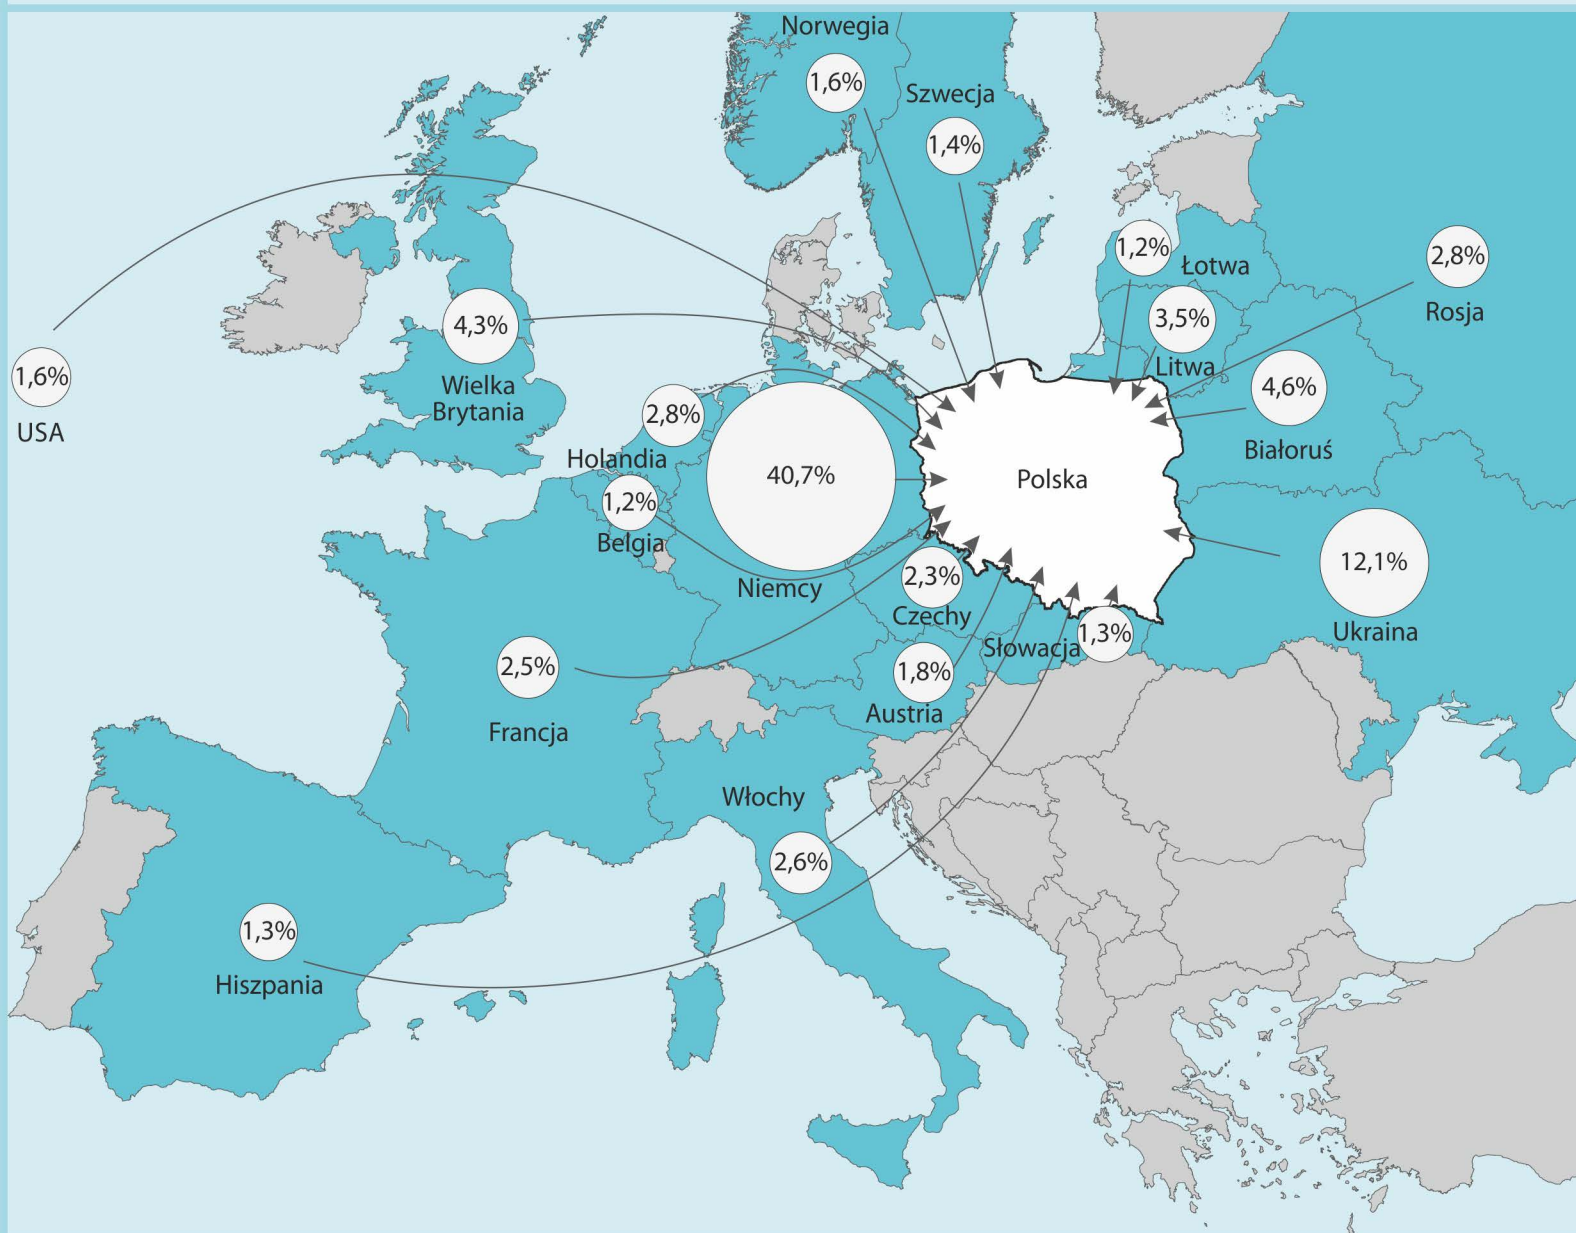 Norwegia
1,6%
Szwecja
1,4%
1,2%
Łotwa
2,8%
Rosja
3,5%
Litwa
4,3%
Wielka
Brytania
1,6%
USA
4,6%
Białoruś
2,8%
Holandia
40,7%
Niemcy
Polska
1,2%
Belgia
12,1%
Ukraina
2,3%
Czechy
Słowacja
1,3%
2,5%
Francja
1,8%
Austria
Włochy
2,6%
1,3%
Hiszpania